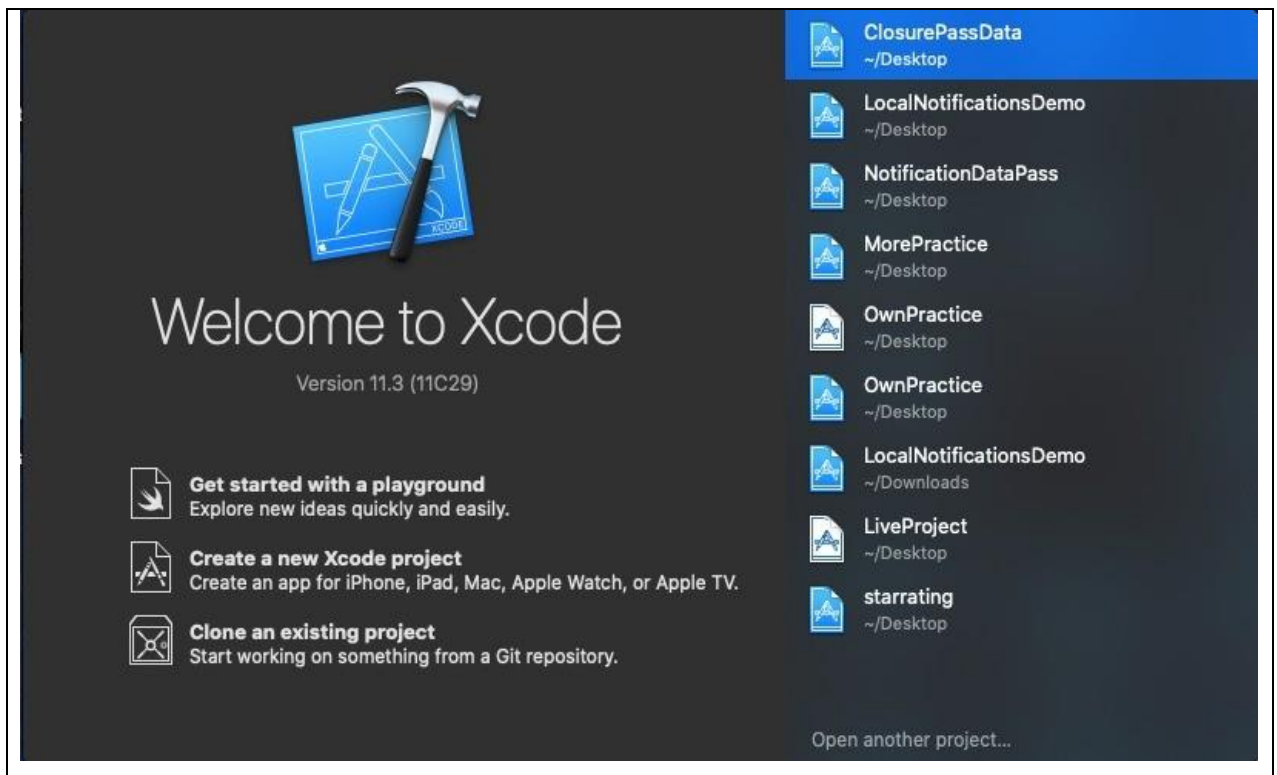 XCODE
Welcome to Xcode
Version 11.3 (11C29)
Get started with a playground
Explore new ideas quickly and easily.
Create a new Xcode project
Create an app for iPhone, iPad, Mac, Apple Watch, or Apple TV.
Clone an existing project
Start working on something from a Git repository.
ClosurePassData
~/Desktop
LocalNotificationsDemo
~/Desktop
NotificationDataPass
~/Desktop
MorePractice
~/Desktop
OwnPractice
~/Desktop
OwnPractice
~/Desktop
LocalNotificationsDemo
~/Downloads
LiveProject
~/Desktop
starrating
~/Desktop
Open another project...